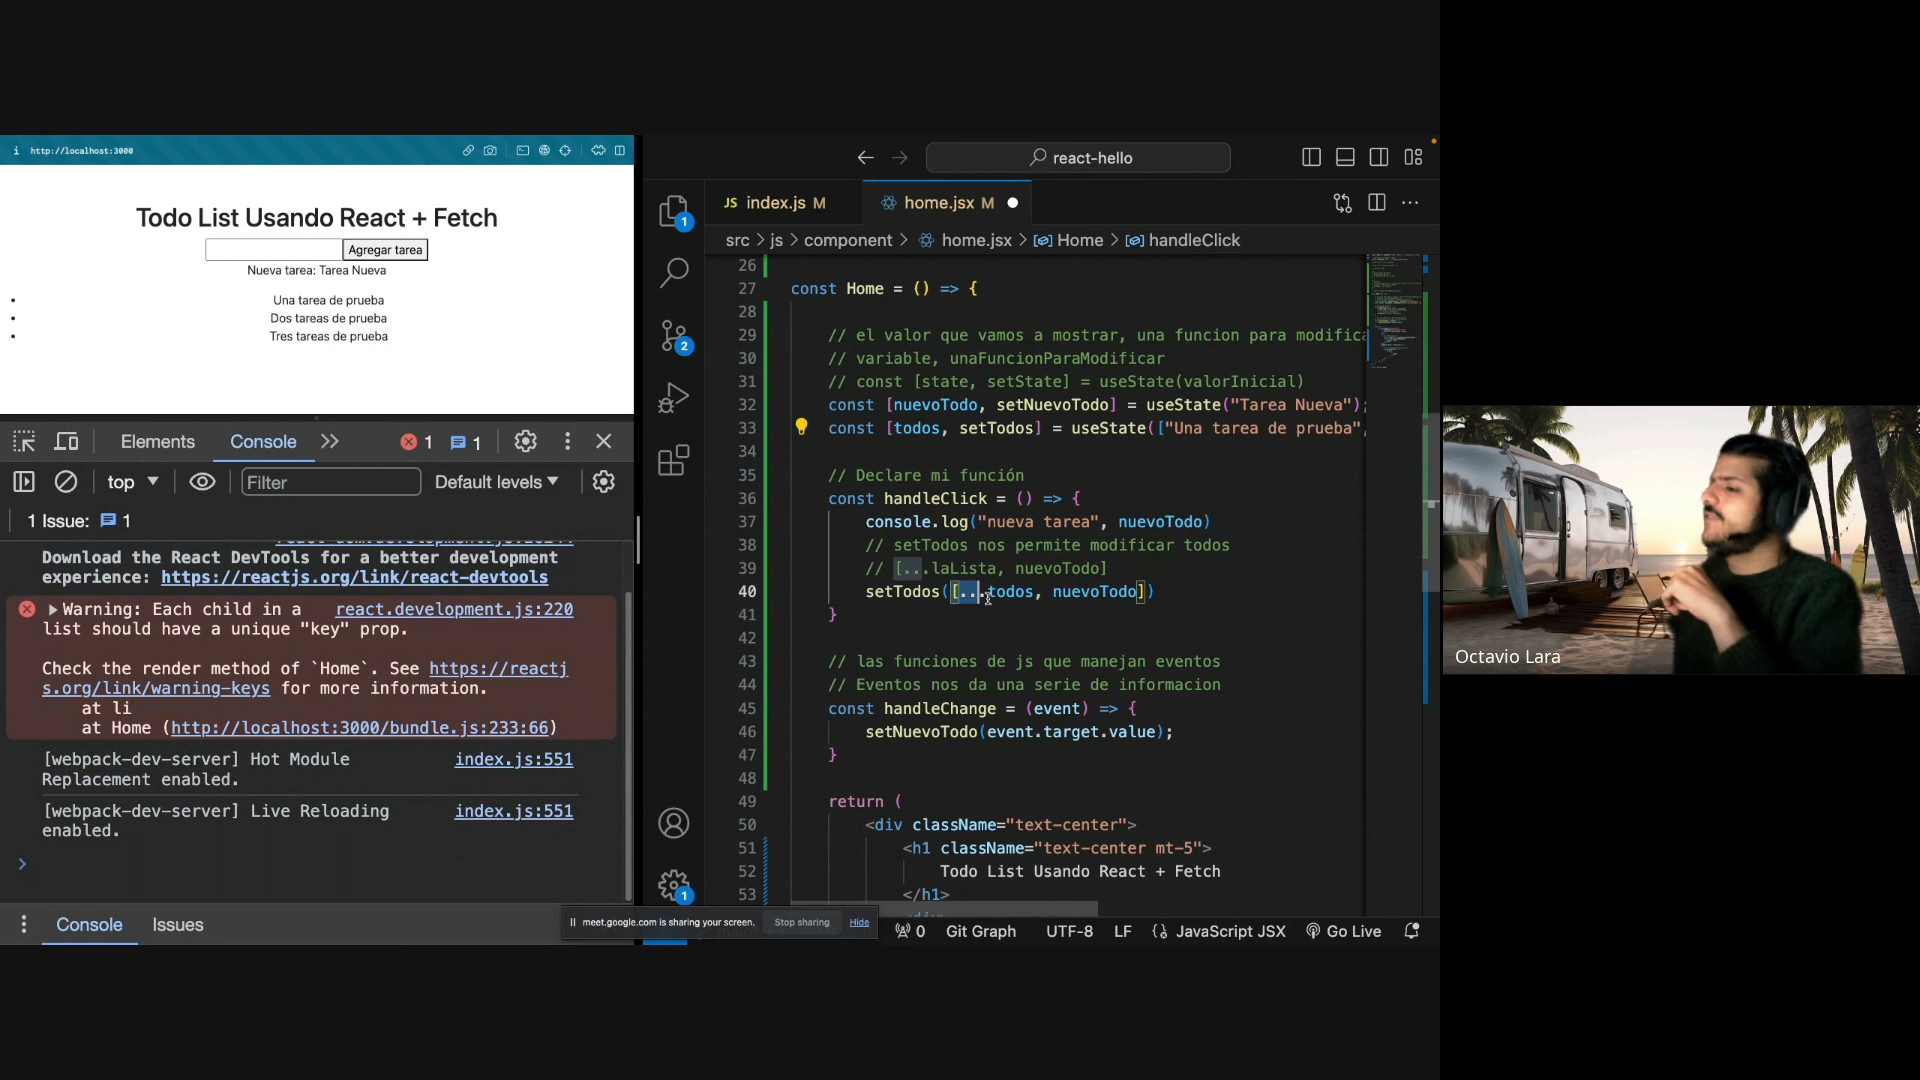 i http://localhost:3000
Todo List Usando React + Fetch
Agregar tarea
Nueva tarea: Tarea Nueva
Una tarea de prueba
Dos tareas de prueba
Tres tareas de prueba
Elements Console 1 1
top Filter Default levels
1 Issue: 1
Download the React DevTools for a better development
experience: https://reactjs.org/link/react-devtools
Warning: Each child in a react.development.js:220
list should have a unique "key" prop.
Check the render method of `Home`. See https://reactj
s.org/link/warning-keys for more information.
at li
at Home (http://localhost:3000/bundle.js:233:66)
[webpack-dev-server] Hot Module index.js:551
Replacement enabled.
[webpack-dev-server] Live Reloading index.js:551
enabled.
Console Issues
meet.google.com is sharing your screen. Stop sharing Hide
react-hello
1
2
1
JS index.js M home.jsx M
src > js > component > home.jsx > Home > handleClick
26
27 const Home = () => {
28
29 // el valor que vamos a mostrar, una funcion para modifica
30 // variable, unaFuncionParaModificar
31 // const [state, setState] = useState(valorInicial)
32 const [nuevoTodo, setNuevoTodo] = useState("Tarea Nueva");
33 const [todos, setTodos] = useState(["Una tarea de prueba",
34
35 // Declare mi función
36 const handleClick = () => {
37 console.log("nueva tarea", nuevoTodo)
38 // setTodos nos permite modificar todos
39 // [...laLista, nuevoTodo]
40 setTodos([...todos, nuevoTodo])
41 }
42
43 // las funciones de js que manejan eventos
44 // Eventos nos da una serie de informacion
45 const handleChange = (event) => {
46 setNuevoTodo(event.target.value);
47 }
48
49 return (
50 <div className="text-center">
51 <h1 className="text-center mt-5">
52 Todo List Usando React + Fetch
53 </h1>
0 Git Graph UTF-8 LF JavaScript JSX Go Live
Octavio Lara